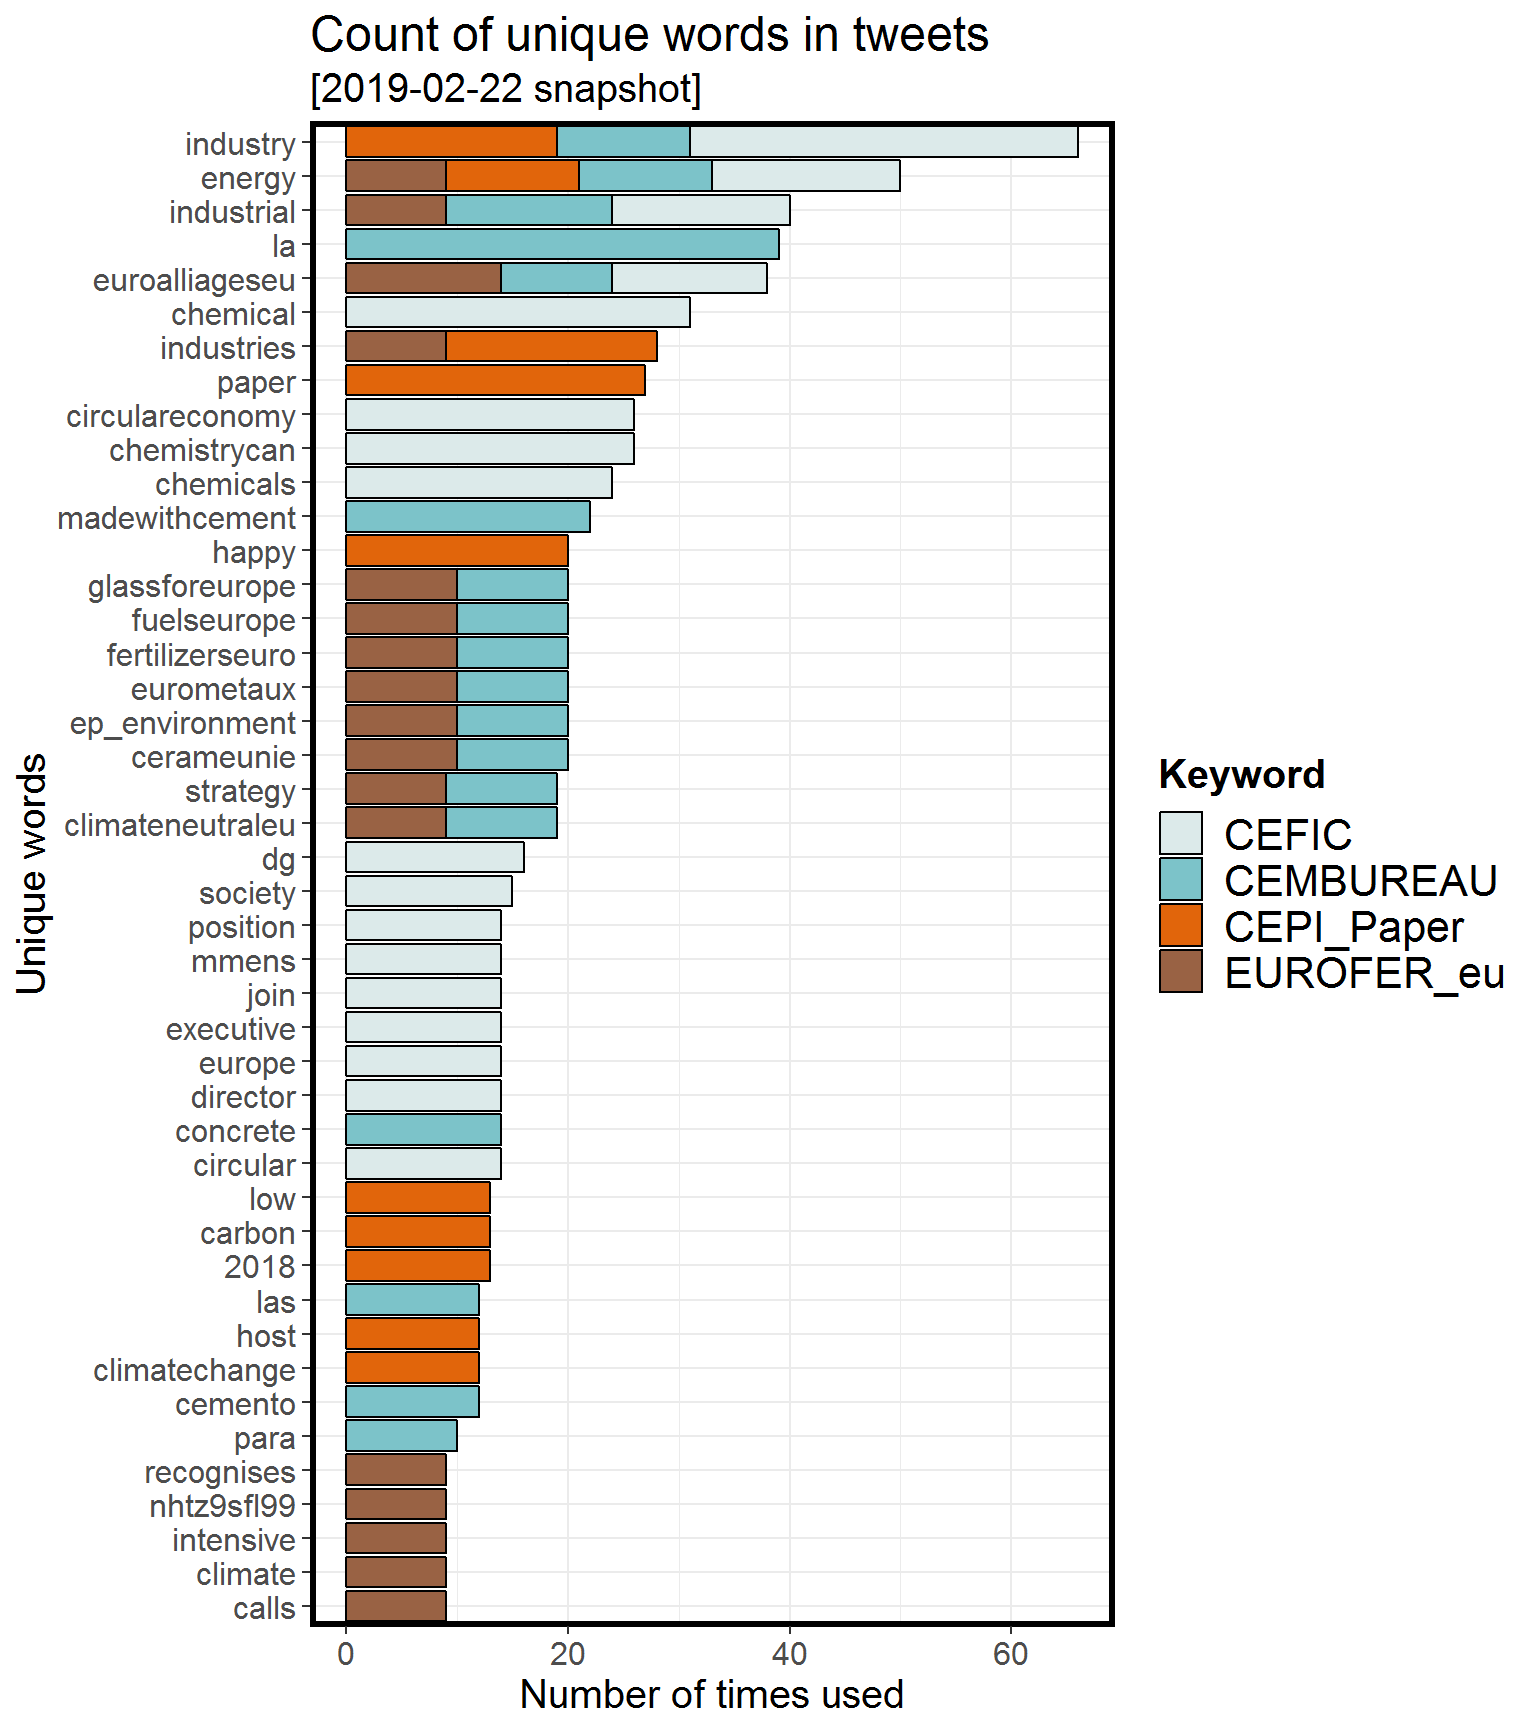 Count of unique words in tweets
[2019-02-22 snapshot]
industry
energy
industrial
la
euroalliageseu
chemical
industries
paper
circulareconomy
chemistrycan
chemicals
madewithcement
happy
glassforeurope
fuelseurope
fertilizerseuro
eurometaux
ep_environment
cerameunie
strategy
climateneutraleu
dg
society
position
mmens
join
executive
europe
director
concrete
circular
low
carbon
2018
las
host
climatechange
cemento
para
recognises
nhtz9sfl99
intensive
climate
calls
Unique words
0 20 40 60
Number of times used
Keyword
CEFIC
CEMBUREAU
CEPI_Paper
EUROFER_eu